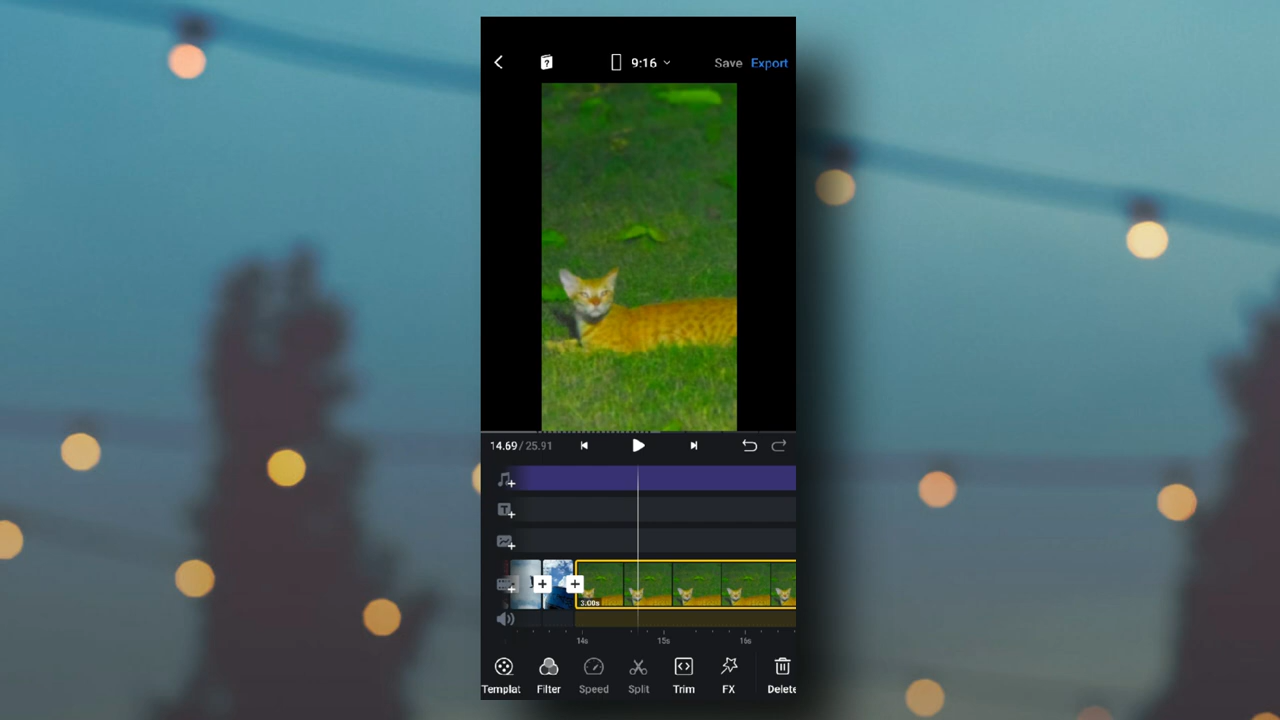 9:16 Save Export
14.69/25.91
3.00s
14s 15s 16s
Templat Filter Speed Split Trim FX Delete